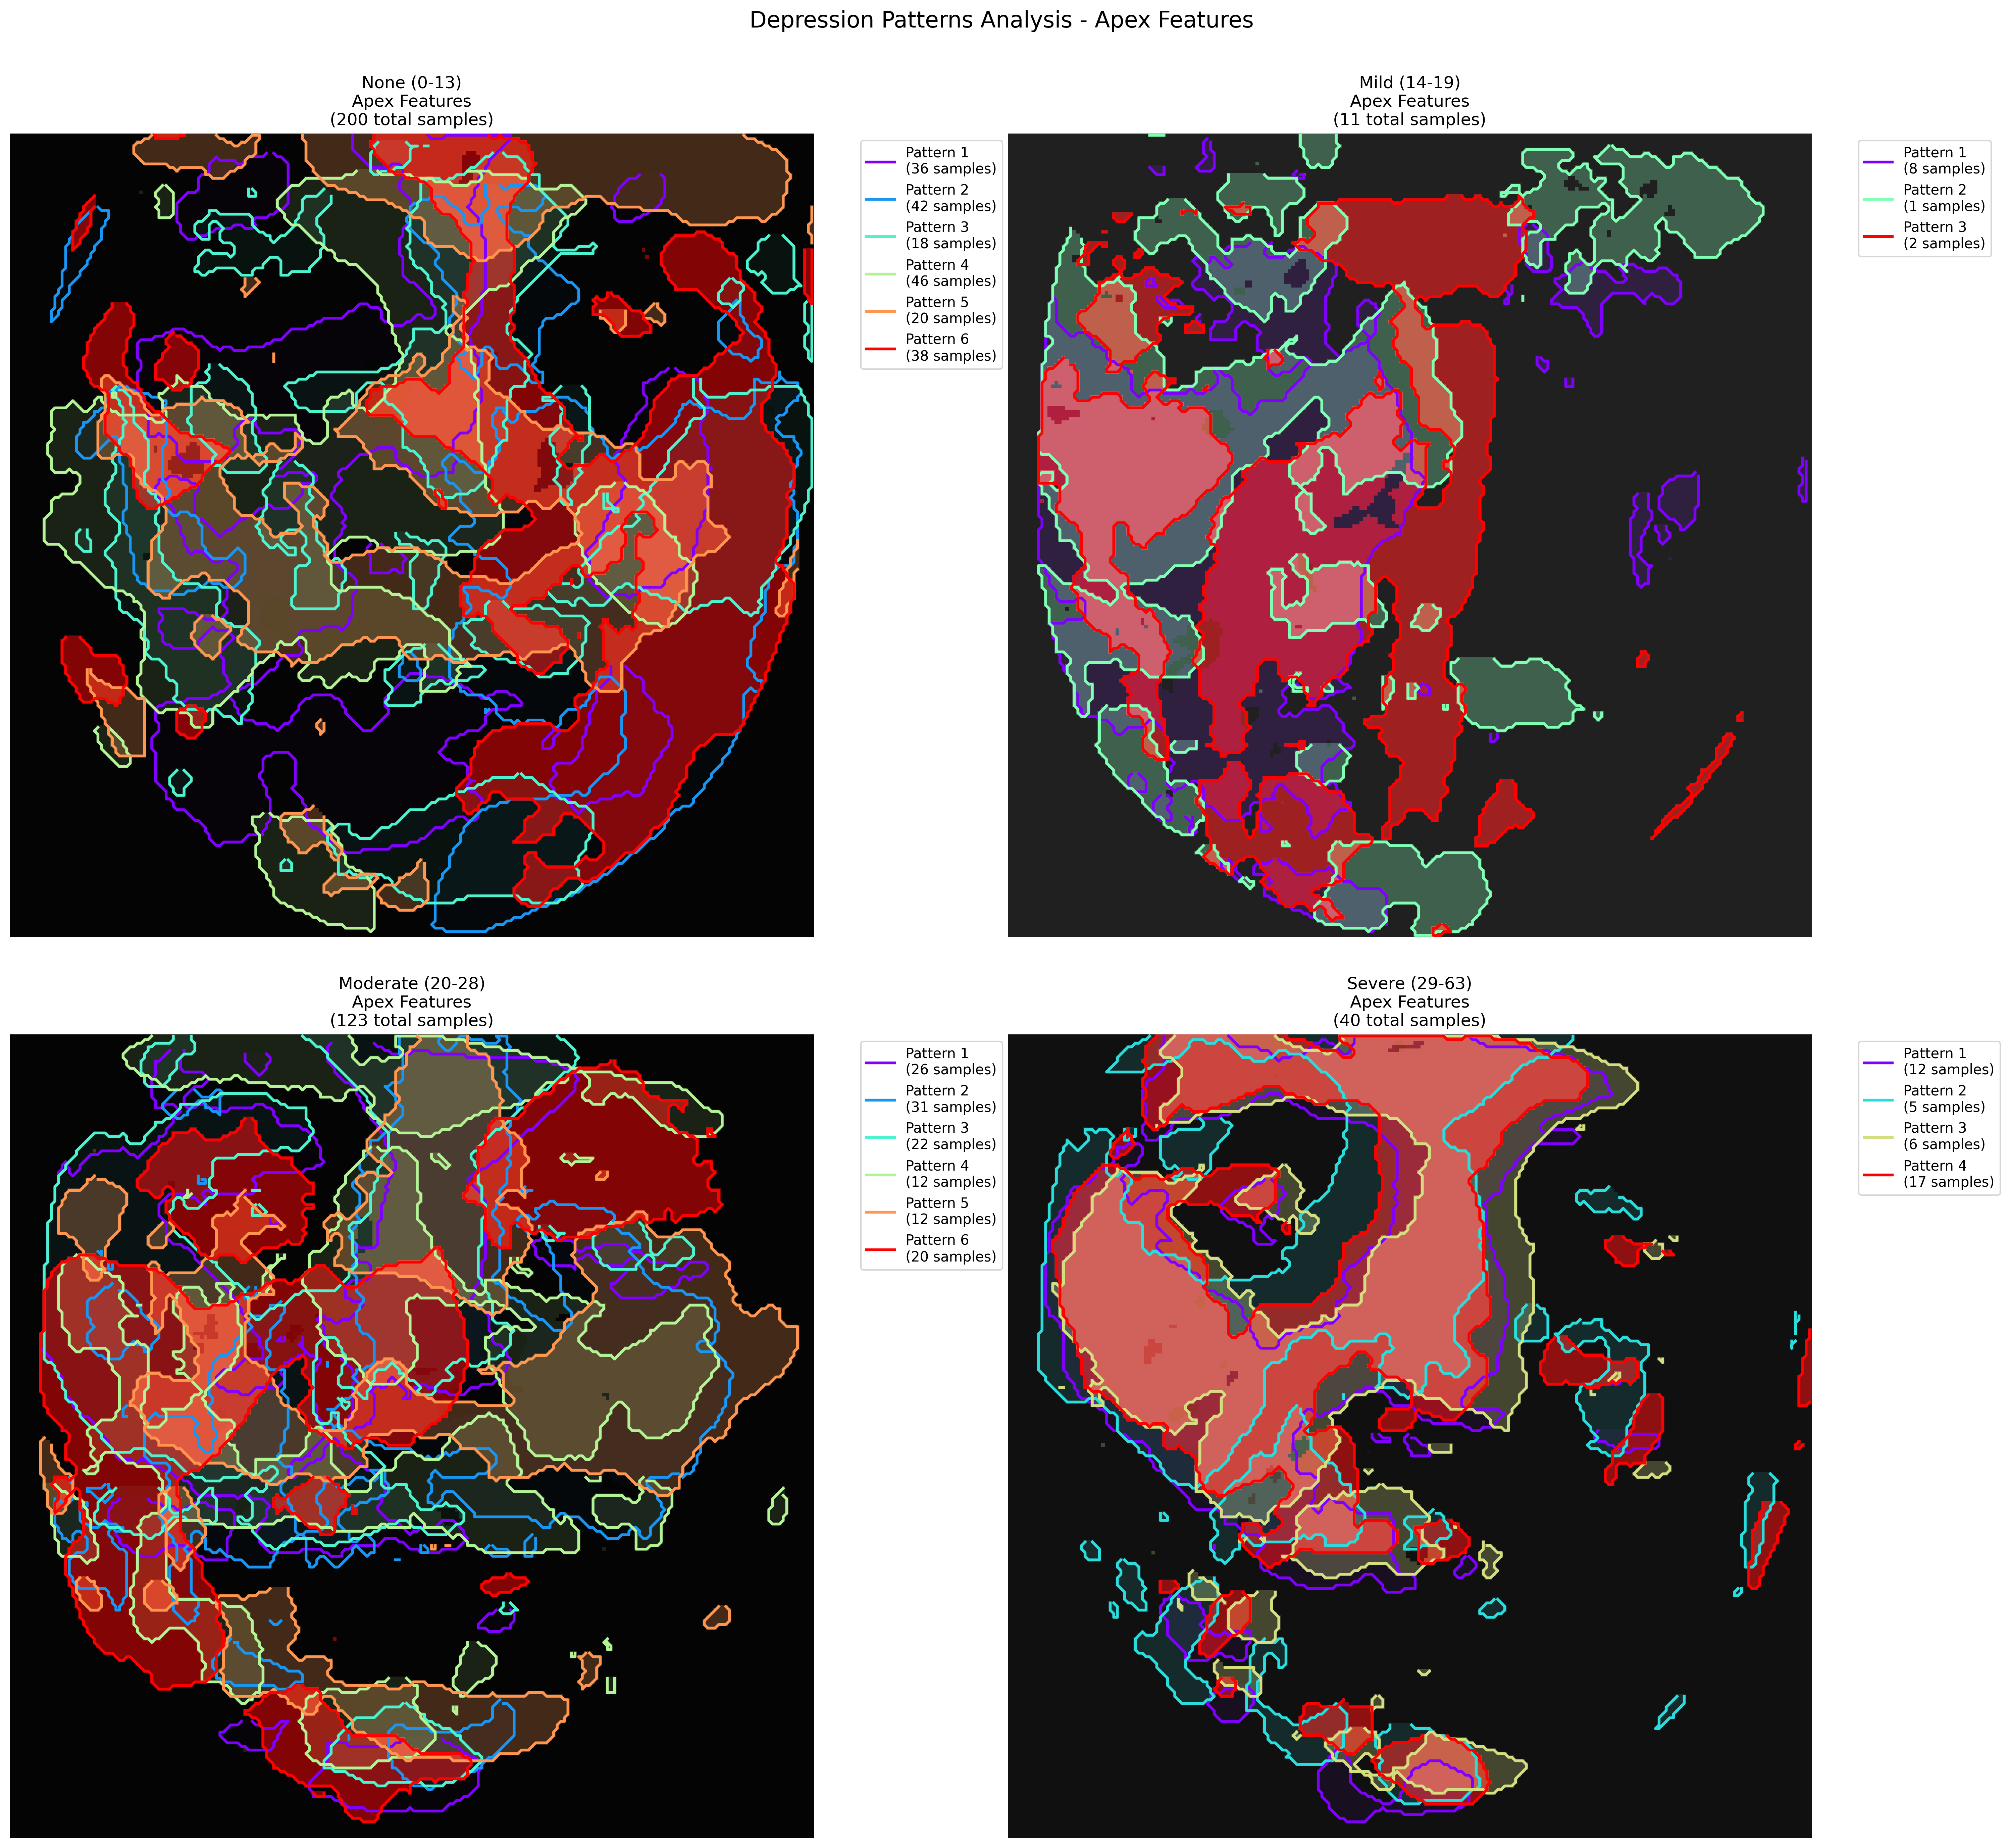 Depression Patterns Analysis - Apex Features
None (0-13)
Apex Features
(200 total samples)
Pattern 1
(36 samples)
Pattern 2
(42 samples)
Pattern 3
(18 samples)
Pattern 4
(46 samples)
Pattern 5
(20 samples)
Pattern 6
(38 samples)
Mild (14-19)
Apex Features
(11 total samples)
Pattern 1
(8 samples)
Pattern 2
(1 samples)
Pattern 3
(2 samples)
Moderate (20-28)
Apex Features
(123 total samples)
Pattern 1
(26 samples)
Pattern 2
(31 samples)
Pattern 3
(22 samples)
Pattern 4
(12 samples)
Pattern 5
(12 samples)
Pattern 6
(20 samples)
Severe (29-63)
Apex Features
(40 total samples)
Pattern 1
(12 samples)
Pattern 2
(5 samples)
Pattern 3
(6 samples)
Pattern 4
(17 samples)